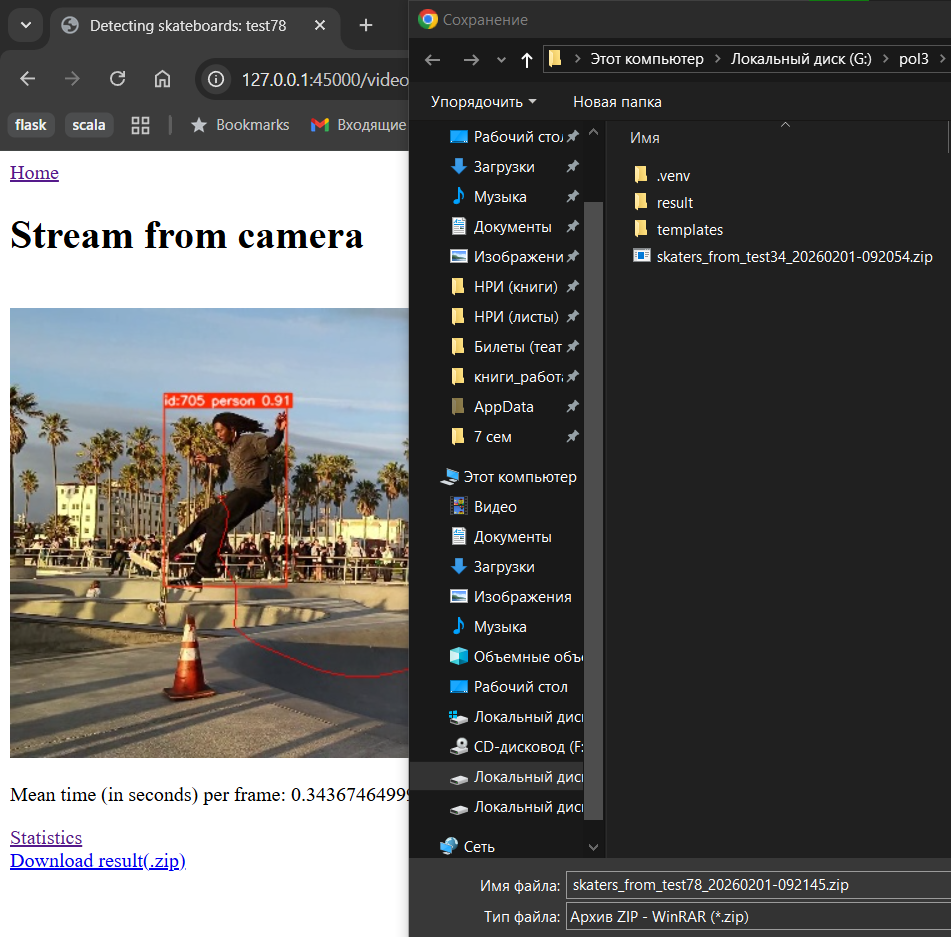 Detecting skateboards: test78
127.0.0.1:45000/video
flask
scala
Bookmarks
Входящие
Home
Stream from camera
id:705 person 0.91
Mean time (in seconds) per frame: 0.34367464999
Statistics
Download result(.zip)
Сохранение
Этот компьютер
Локальный диск (G:)
pol3
Упорядочить
Новая папка
Рабочий стол
Загрузки
Музыка
Документы
Изображени
НРИ (книги)
НРИ (листы)
Билеты (теат
книги_работ
AppData
7 сем
Этот компьютер
Видео
Документы
Загрузки
Изображения
Музыка
Объемные объ
Рабочий стол
Локальный дис
CD-дисковод (F:
Локальный дис
Локальный дис
Сеть
Имя
.venv
result
templates
skaters_from_test34_20260201-092054.zip
Имя файла:
skaters_from_test78_20260201-092145.zip
Тип файла:
Архив ZIP - WinRAR (*.zip)